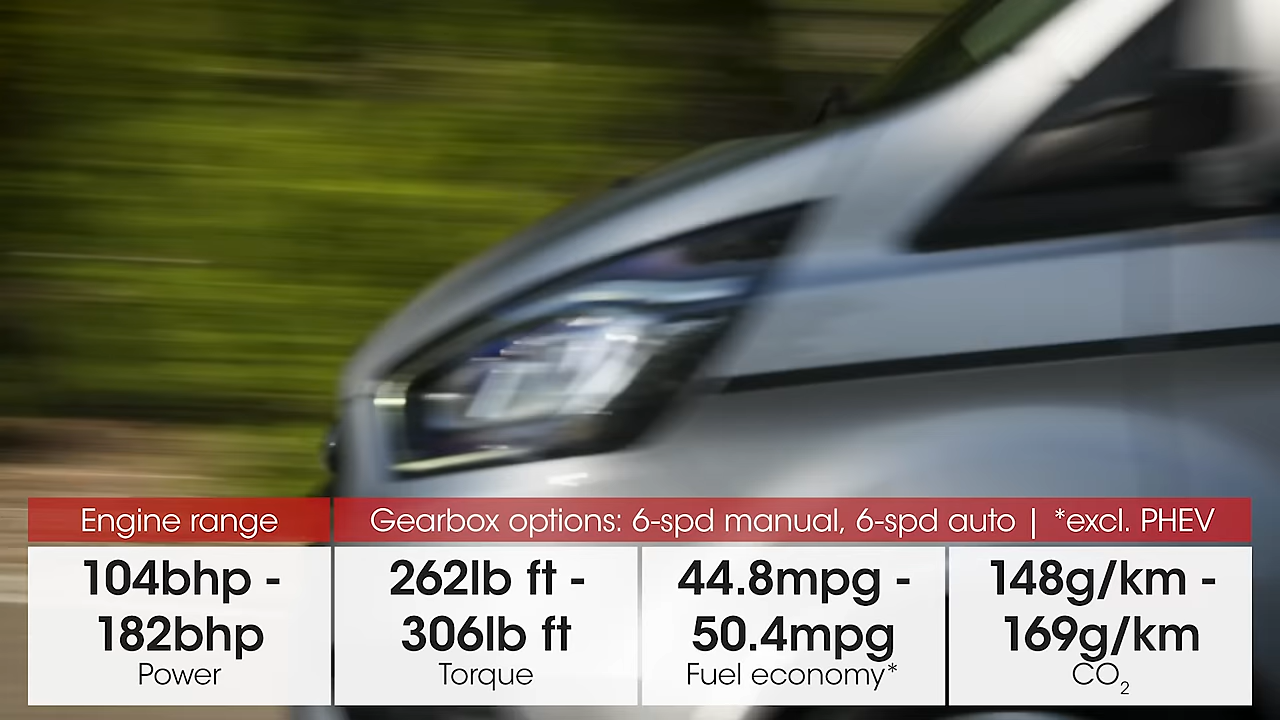 Engine range
Gearbox options: 6-spd manual, 6-spd auto | *excl. PHEV
104bhp -
182bhp
Power
262lb ft -
306lb ft
Torque
44.8mpg -
50.4mpg
Fuel economy*
148g/km -
169g/km
CO₂